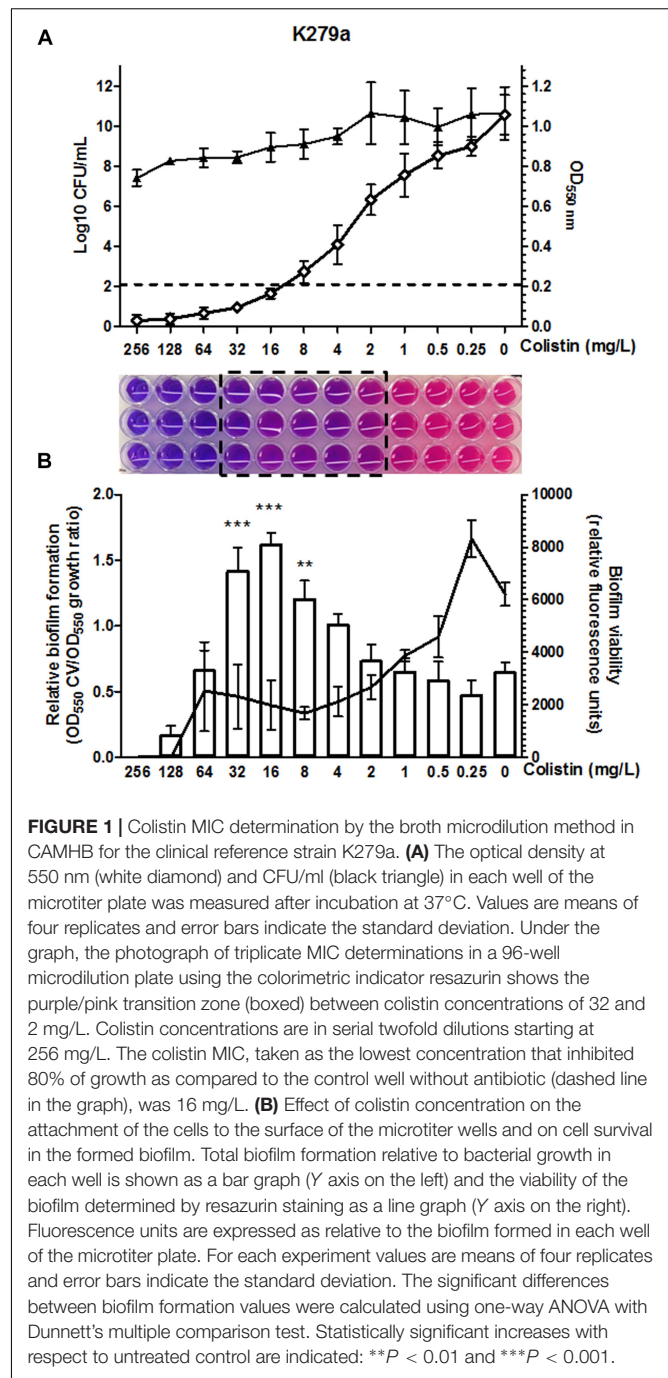 A
K279a
12
10
8
6
4
2
0
Log10 CFU/mL
1.2
1.0
0.8
0.6
0.4
0.2
0.0
OD550 nm
256 128 64 32 16 8 4 2 1 0.5 0.25 0 Colistin (mg/L)
B
2.0
1.5
1.0
0.5
0.0
Relative biofilm formation
(OD550 CV/OD550 growth ratio)
*** *** **
10000
8000
6000
4000
2000
0
Biofilm viability
(relative fluorescence units)
256 128 64 32 16 8 4 2 1 0.5 0.25 0 Colistin (mg/L)
FIGURE 1 | Colistin MIC determination by the broth microdilution method in
CAMHB for the clinical reference strain K279a. (A) The optical density at
550 nm (white diamond) and CFU/ml (black triangle) in each well of the
microtiter plate was measured after incubation at 37°C. Values are means of
four replicates and error bars indicate the standard deviation. Under the
graph, the photograph of triplicate MIC determinations in a 96-well
microdilution plate using the colorimetric indicator resazurin shows the
purple/pink transition zone (boxed) between colistin concentrations of 32 and
2 mg/L. Colistin concentrations are in serial twofold dilutions starting at
256 mg/L. The colistin MIC, taken as the lowest concentration that inhibited
80% of growth as compared to the control well without antibiotic (dashed line
in the graph), was 16 mg/L. (B) Effect of colistin concentration on the
attachment of the cells to the surface of the microtiter wells and on cell survival
in the formed biofilm. Total biofilm formation relative to bacterial growth in
each well is shown as a bar graph (Y axis on the left) and the viability of the
biofilm determined by resazurin staining as a line graph (Y axis on the right).
Fluorescence units are expressed as relative to the biofilm formed in each well
of the microtiter plate. For each experiment values are means of four replicates
and error bars indicate the standard deviation. The significant differences
between biofilm formation values were calculated using one-way ANOVA with
Dunnett's multiple comparison test. Statistically significant increases with
respect to untreated control are indicated: **P < 0.01 and ***P < 0.001.